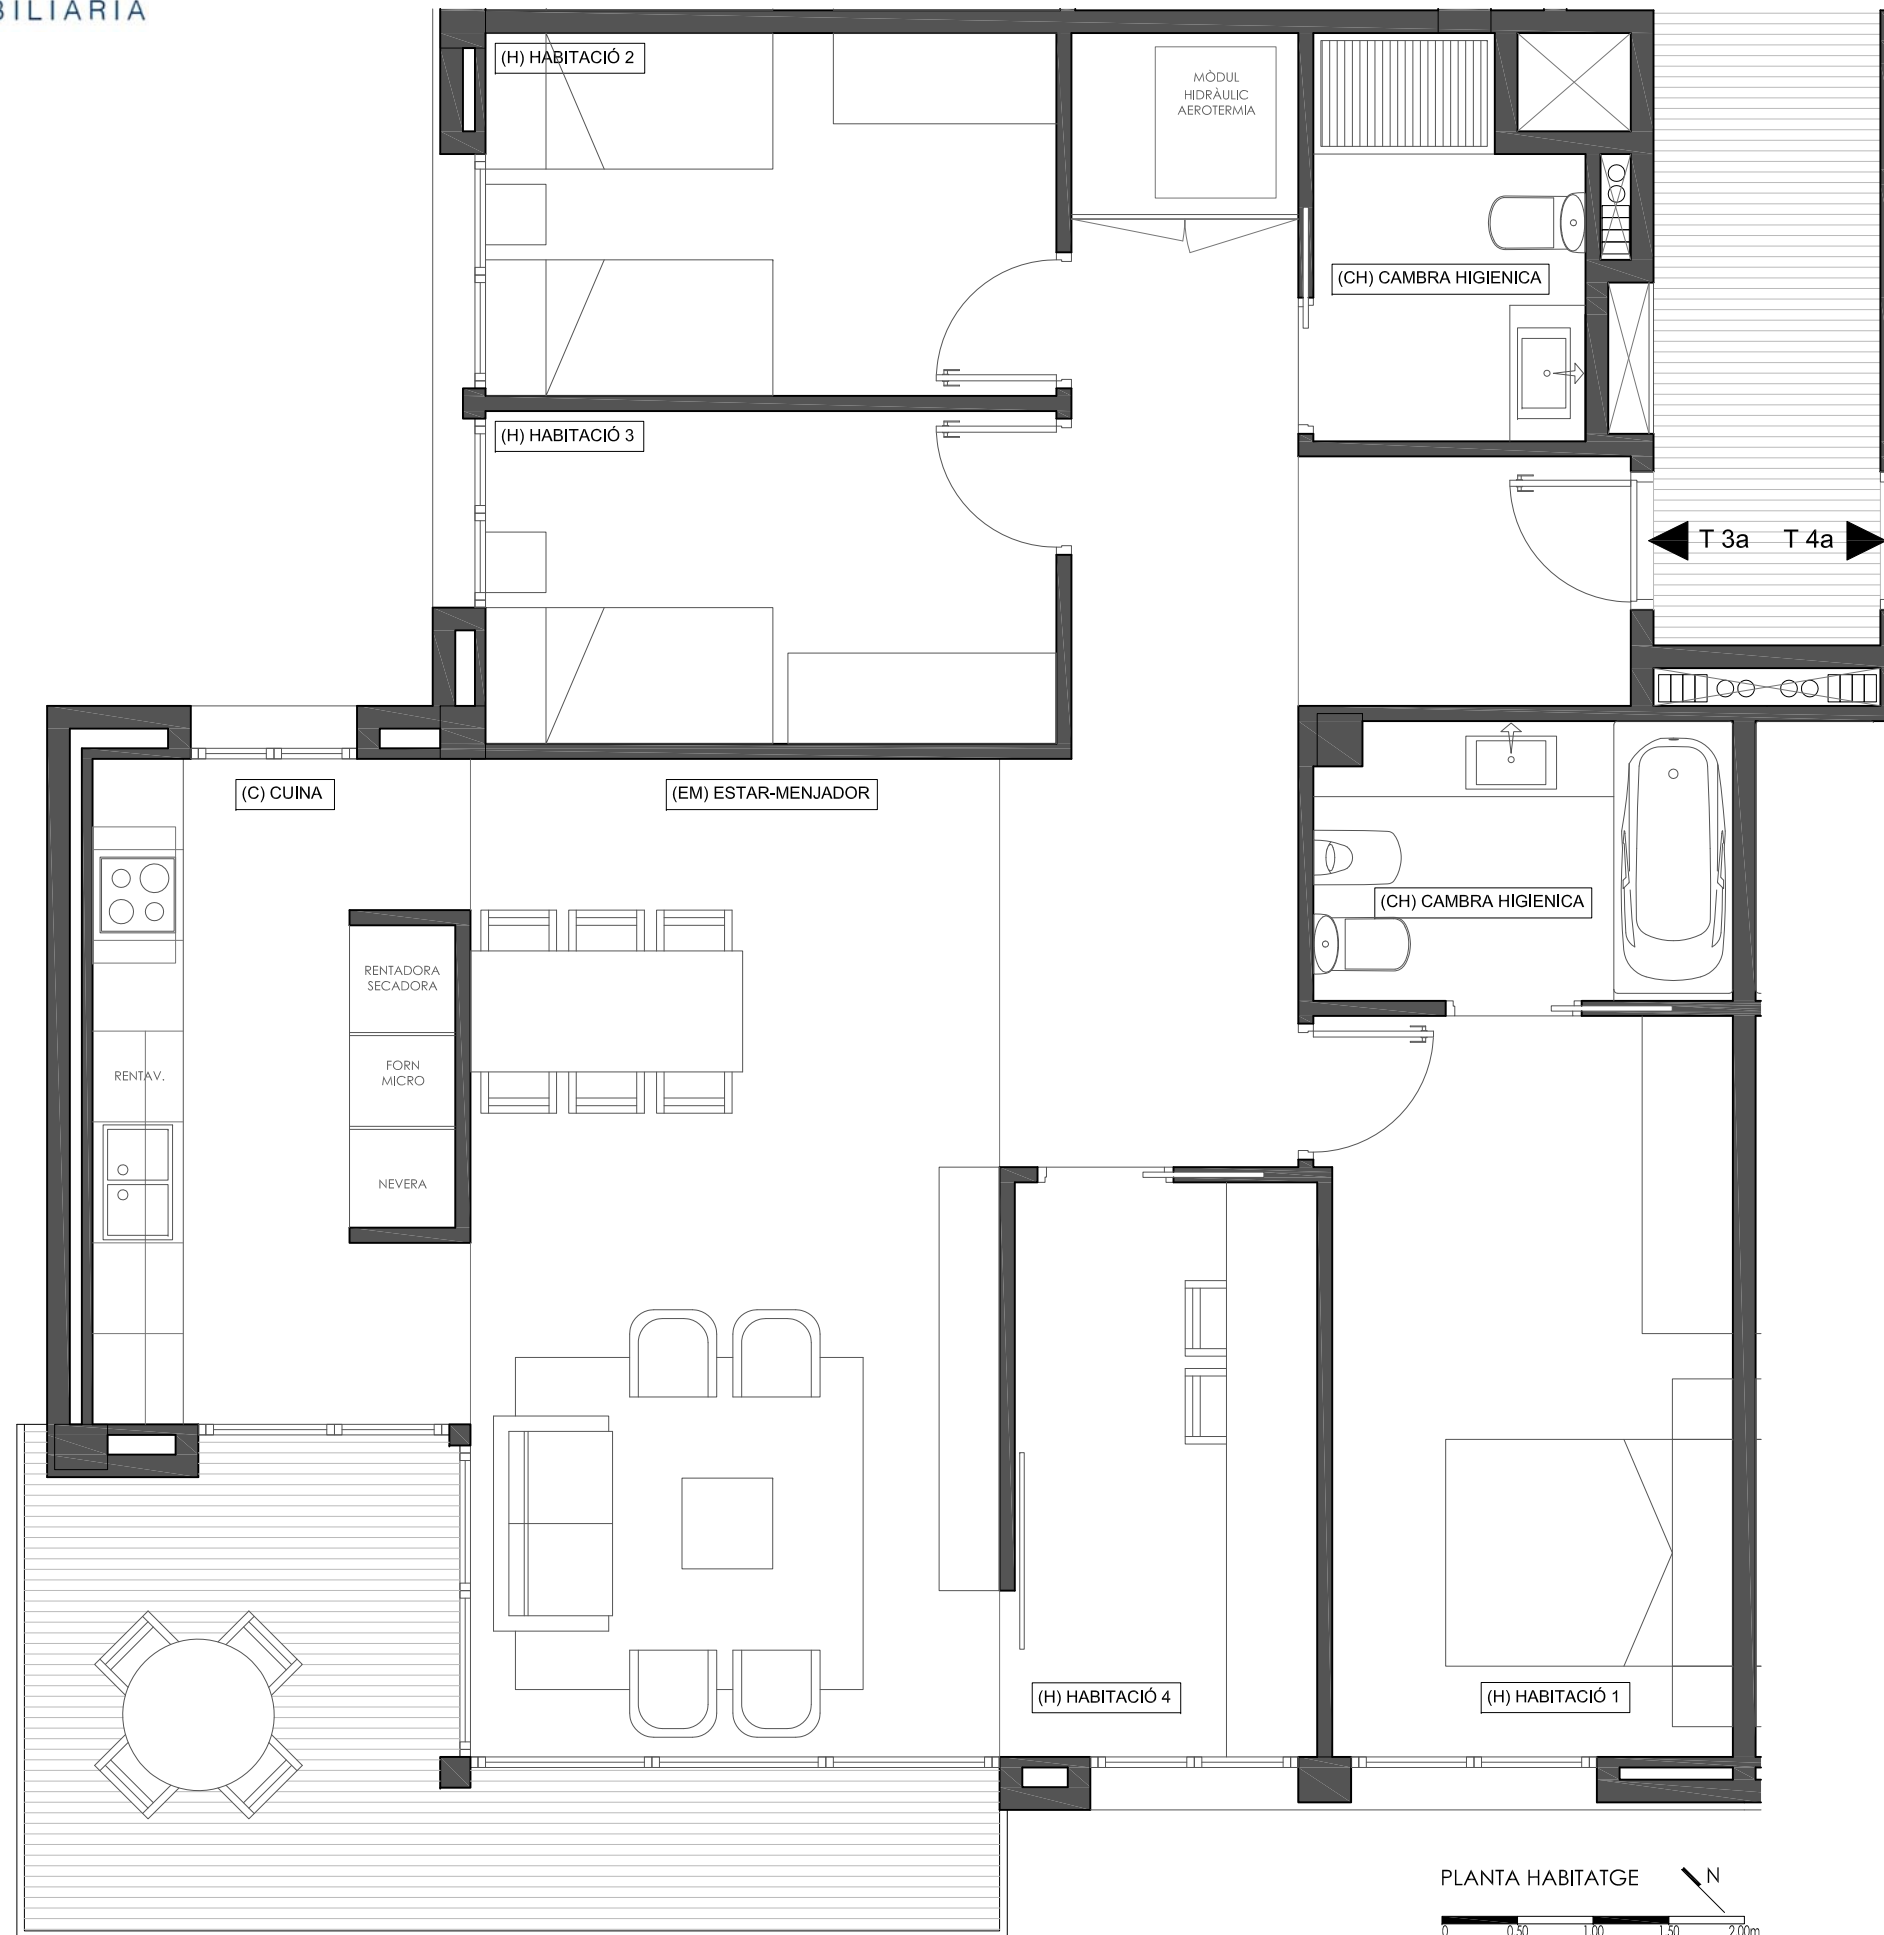 BILIARIA
(H) HABITACIÓ 2
MÒDUL
HIDRÀULIC
AEROTERMIA
(CH) CAMBRA HIGIENICA
(H) HABITACIÓ 3
T 3a T 4a
(C) CUINA
(EM) ESTAR-MENJADOR
(CH) CAMBRA HIGIENICA
RENTADORA
SECADORA
FORN
MICRO
RENTAV.
NEVERA
(H) HABITACIÓ 4
(H) HABITACIÓ 1
PLANTA HABITATGE N
0 0.50 1.00 1.50 2.00m